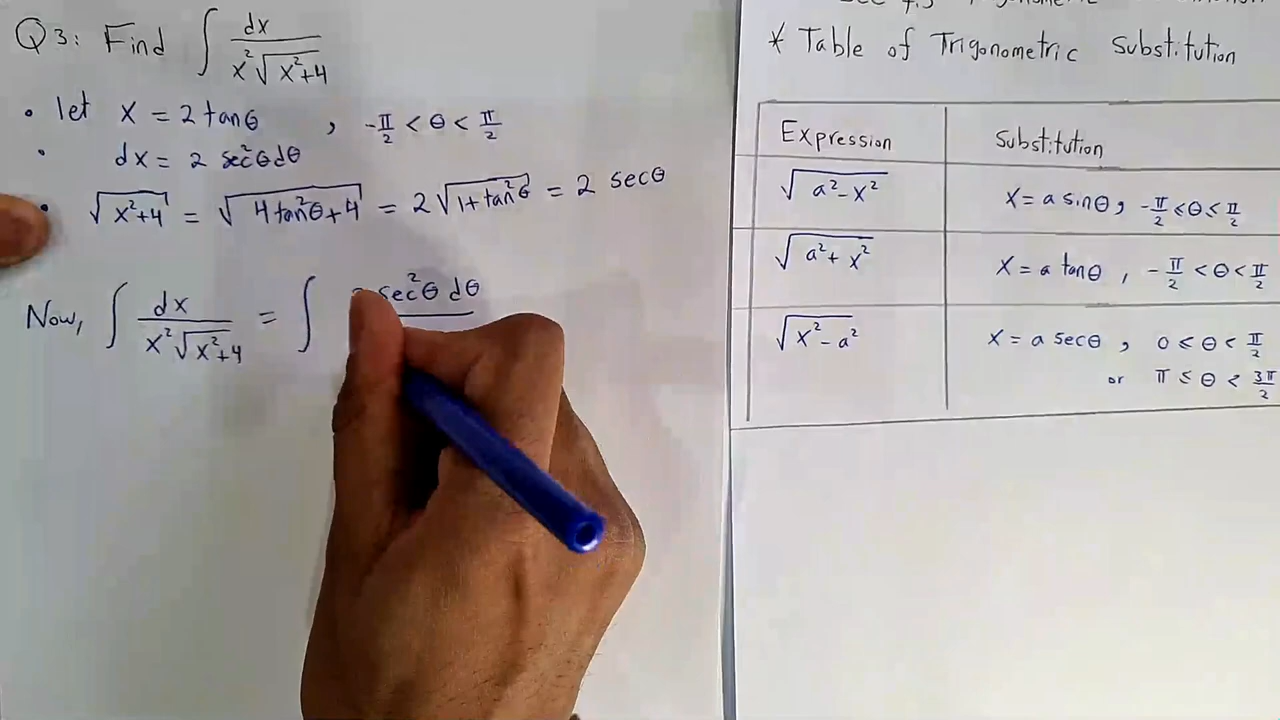 Q3: Find ∫ dx / x²√(x²+4)
• let x = 2 tanθ , -π/2 < θ < π/2
• dx = 2 sec²θ dθ
• √(x²+4) = √(4tan²θ+4) = 2√(1+tan²θ) = 2 secθ
Now, ∫ dx / x²√(x²+4) = ∫ sec²θ dθ
* Table of Trigonometric Substitution
Expression Substitution
√(a²-x²) x = a sinθ, -π/2 ≤ θ ≤ π/2
√(a²+x²) x = a tanθ, -π/2 < θ < π/2
√(x²-a²) x = a secθ, 0 ≤ θ < π/2
or π ≤ θ < 3π/2